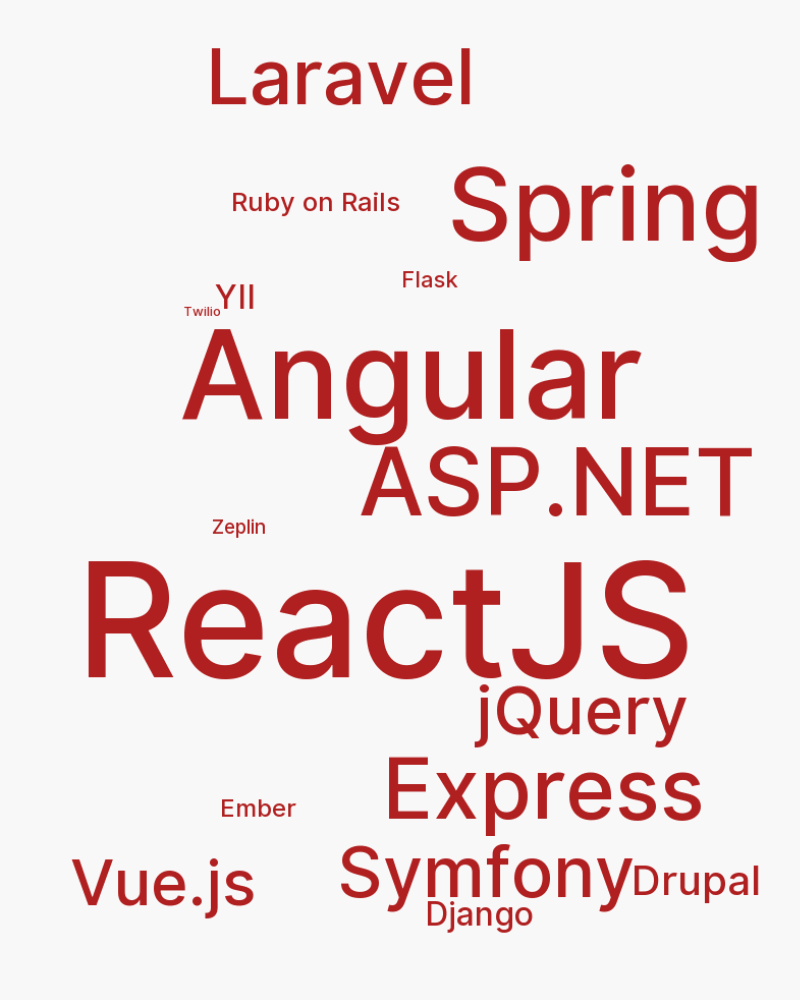 Laravel
Spring
Ruby on Rails
Flask
YII
Twilio
Angular
ASP.NET
Zeplin
ReactJS
jQuery
Express
Ember
Symfony
Vue.js
Drupal
Django